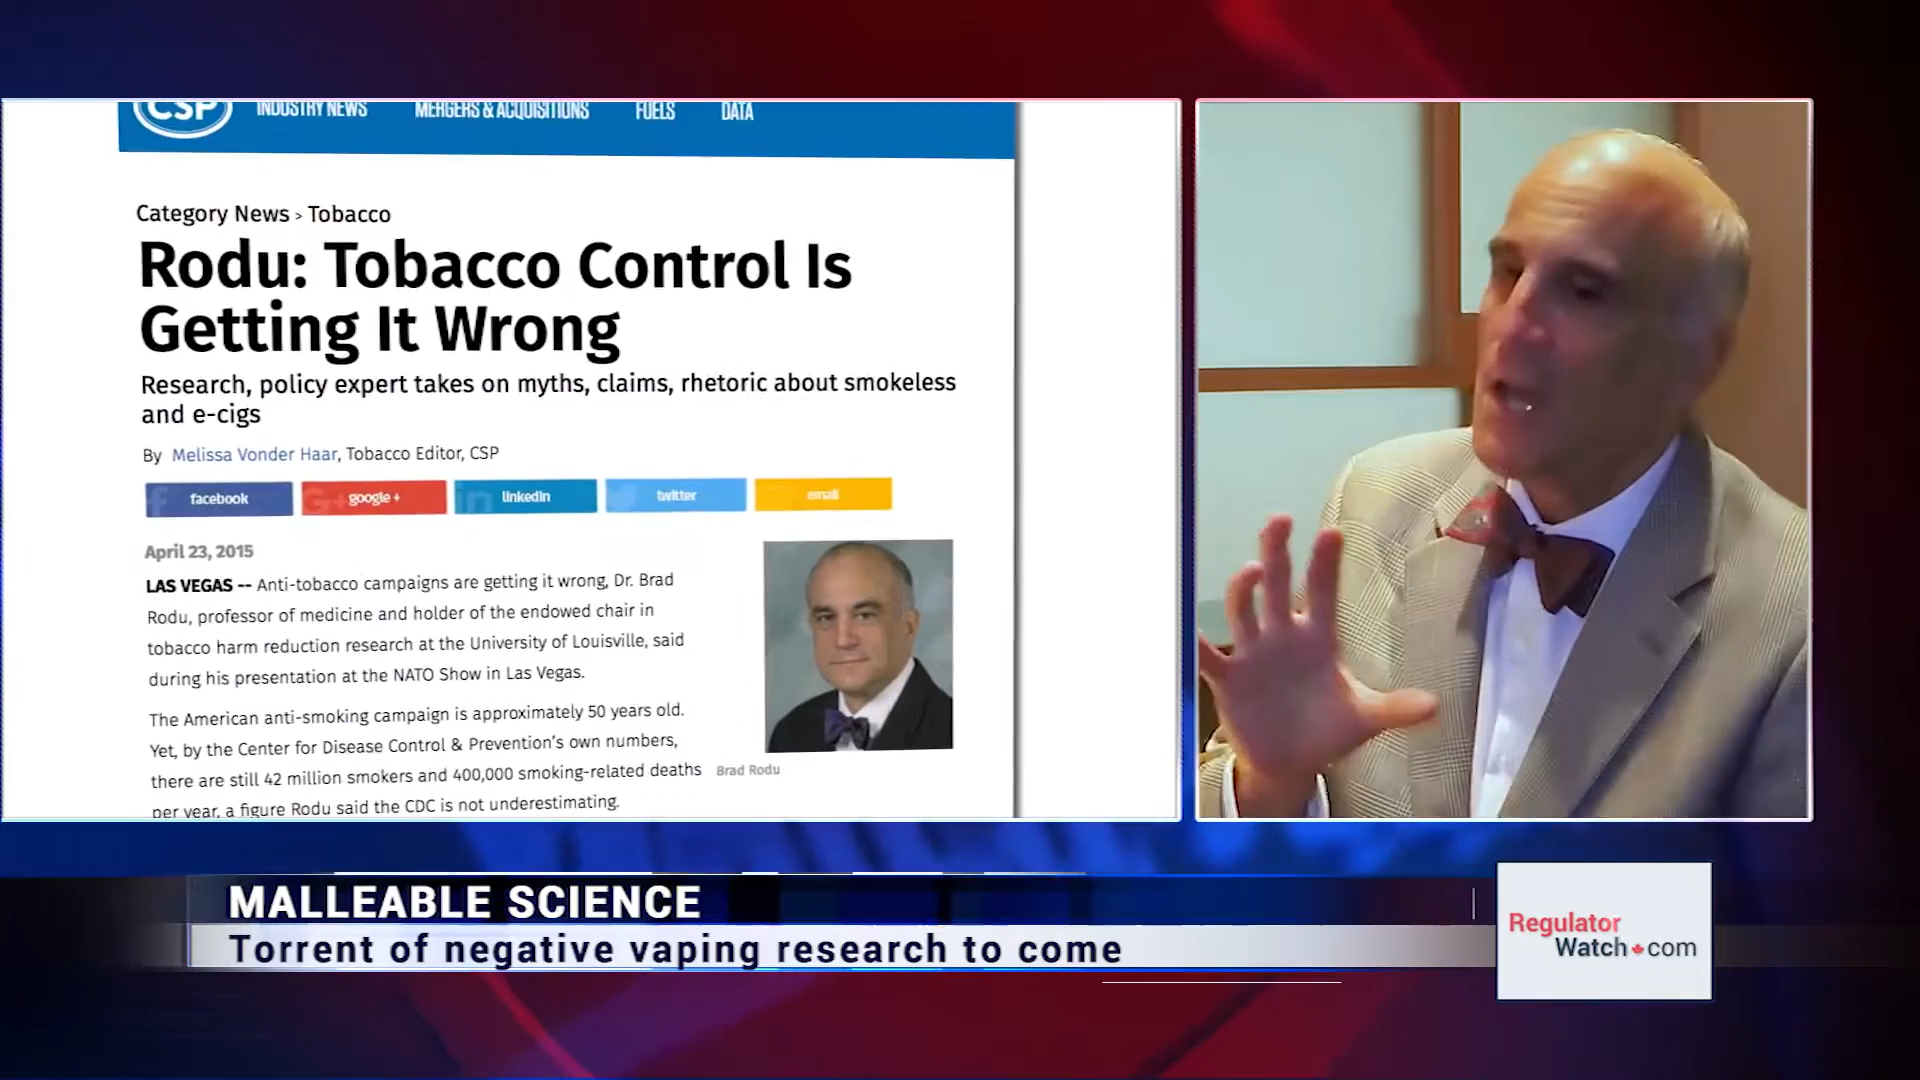 CSP
INDUSTRY NEWS MERGERS & ACQUISITIONS FUELS DATA
Category News > Tobacco
Rodu: Tobacco Control Is
Getting It Wrong
Research, policy expert takes on myths, claims, rhetoric about smokeless
and e-cigs
By Melissa Vonder Haar, Tobacco Editor, CSP
facebook google + linkedin twitter email
April 23, 2015
LAS VEGAS -- Anti-tobacco campaigns are getting it wrong, Dr. Brad
Rodu, professor of medicine and holder of the endowed chair in
tobacco harm reduction research at the University of Louisville, said
during his presentation at the NATO Show in Las Vegas.
The American anti-smoking campaign is approximately 50 years old.
Yet, by the Center for Disease Control & Prevention's own numbers,
there are still 42 million smokers and 400,000 smoking-related deaths
per year, a figure Rodu said the CDC is not underestimating.
Brad Rodu
MALLEABLE SCIENCE
Torrent of negative vaping research to come
Regulator
Watch.com